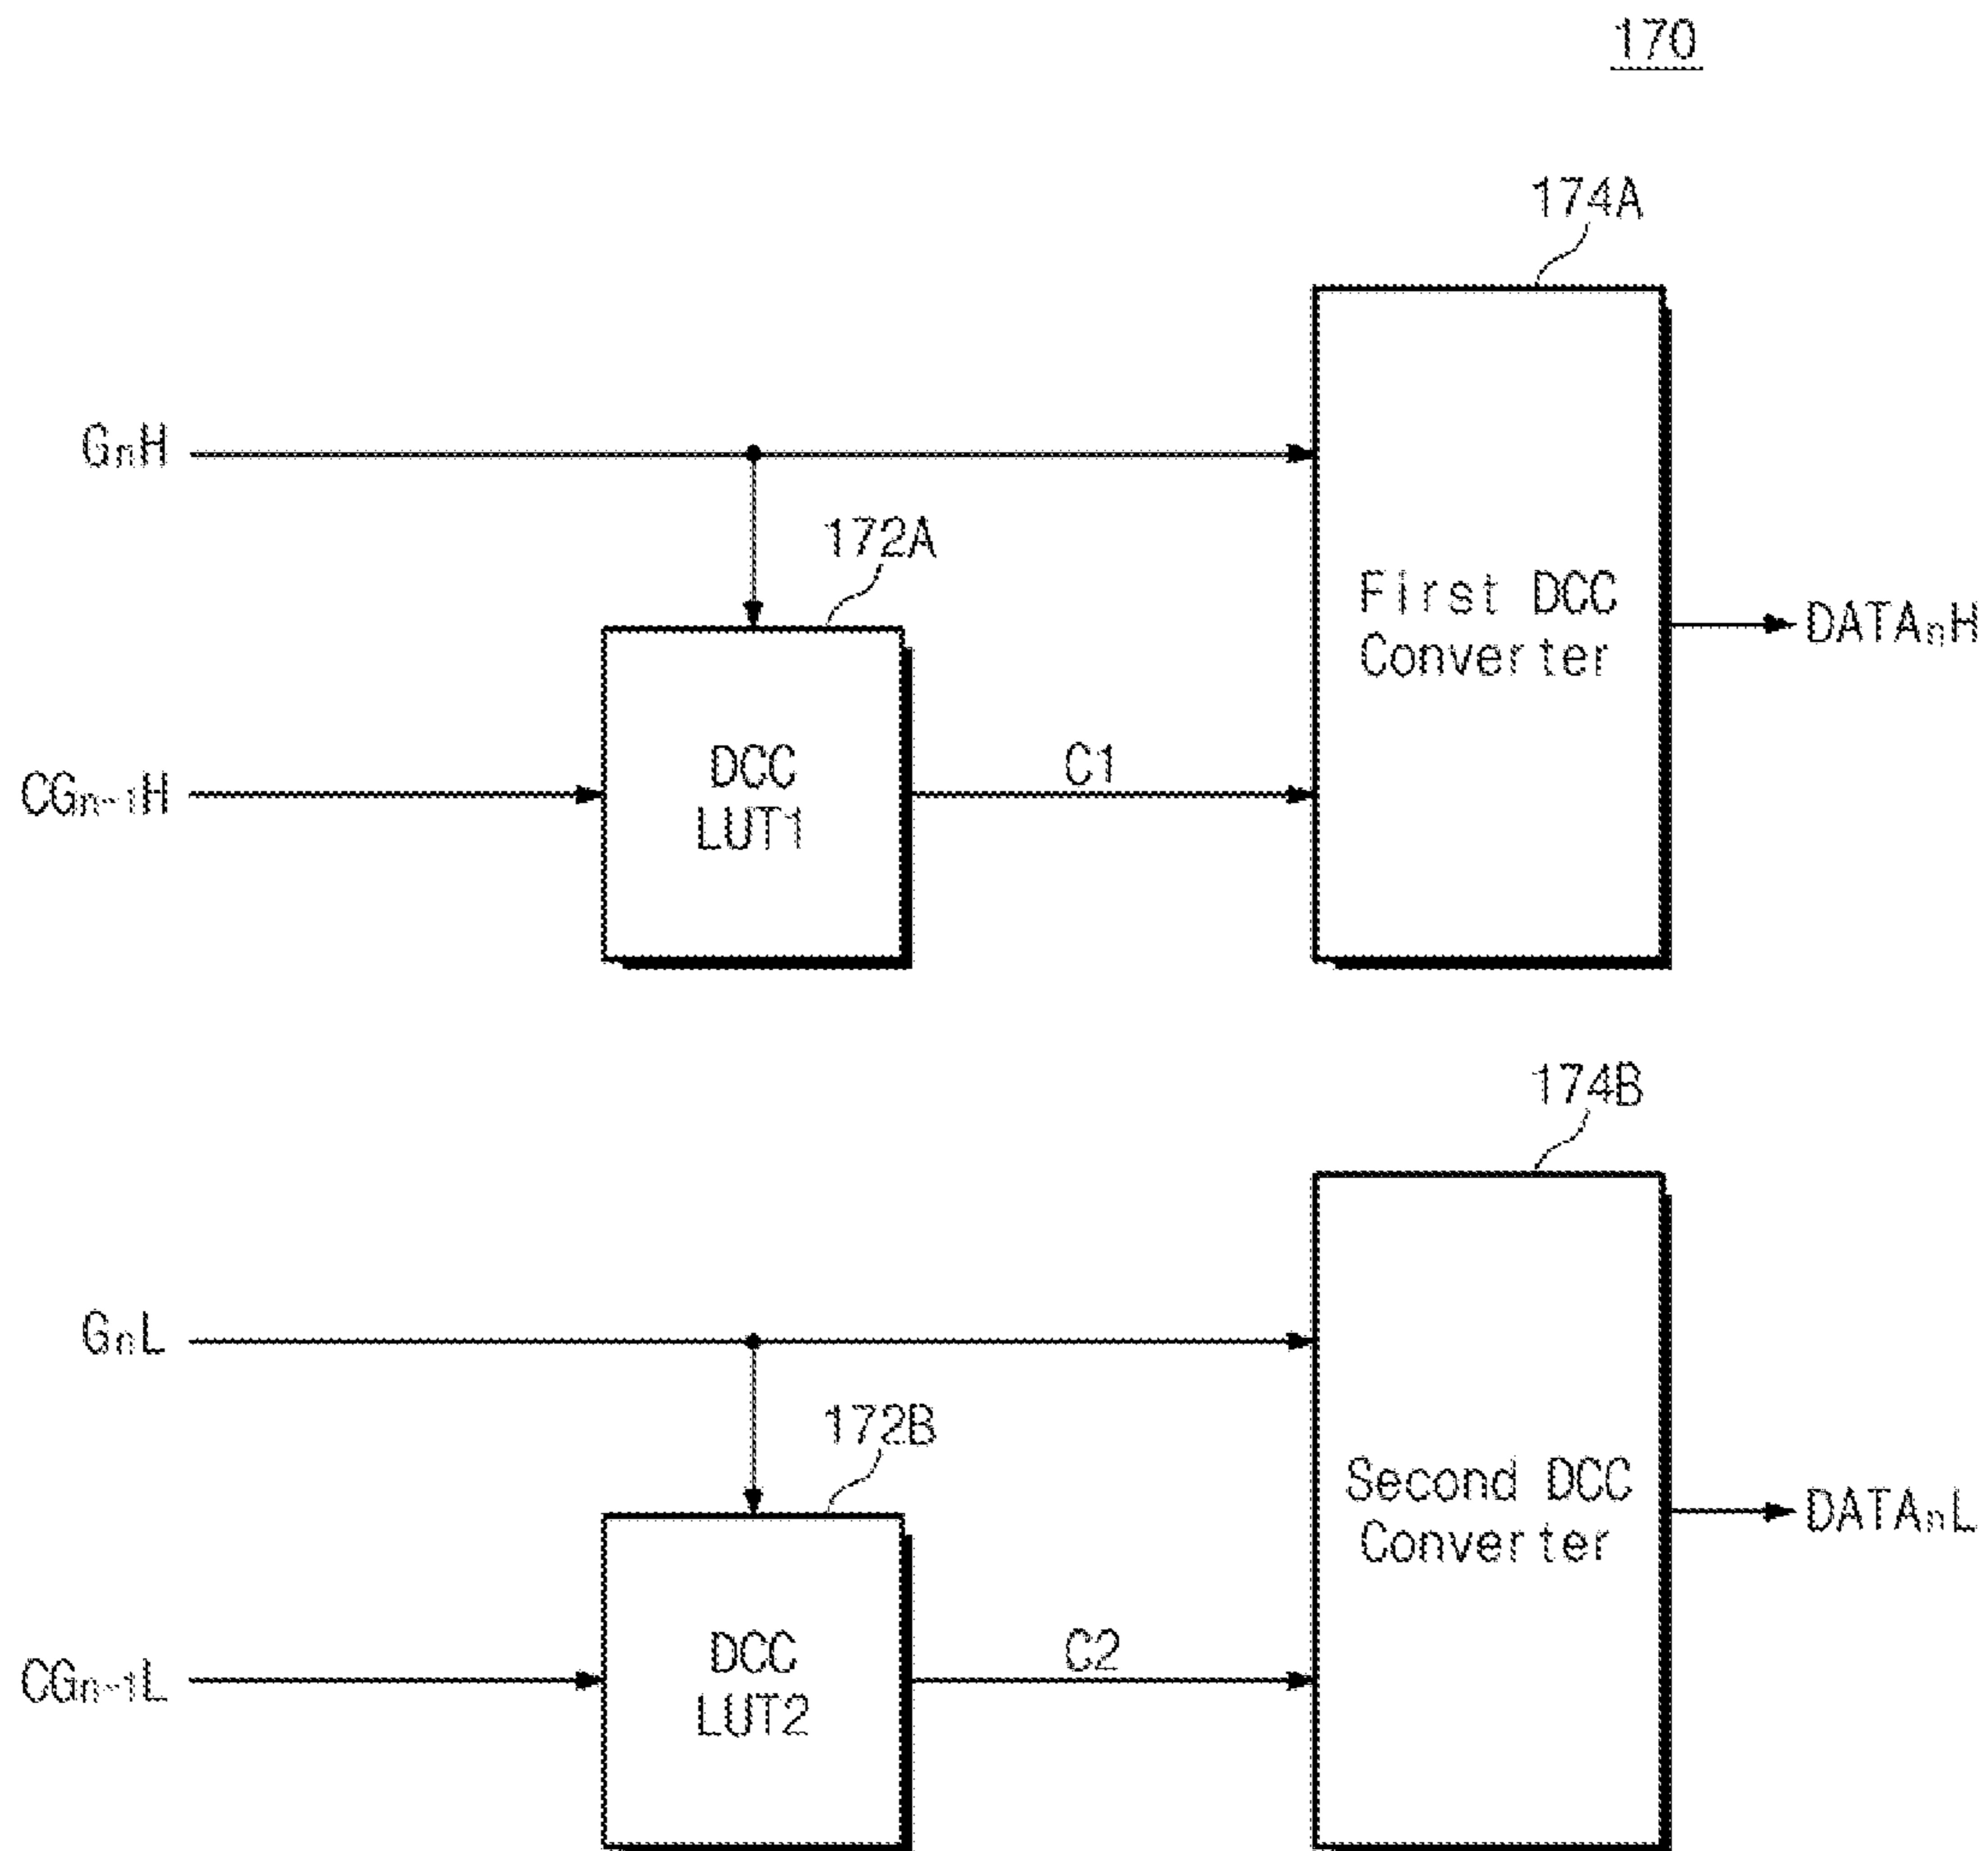 170
174A
GnH
172A
First DCC
Converter
DATAnH
DCC
LUT1
C1
CGn-1H
174B
GnL
172B
Second DCC
Converter
DATAnL
DCC
LUT2
C2
CGn-1L